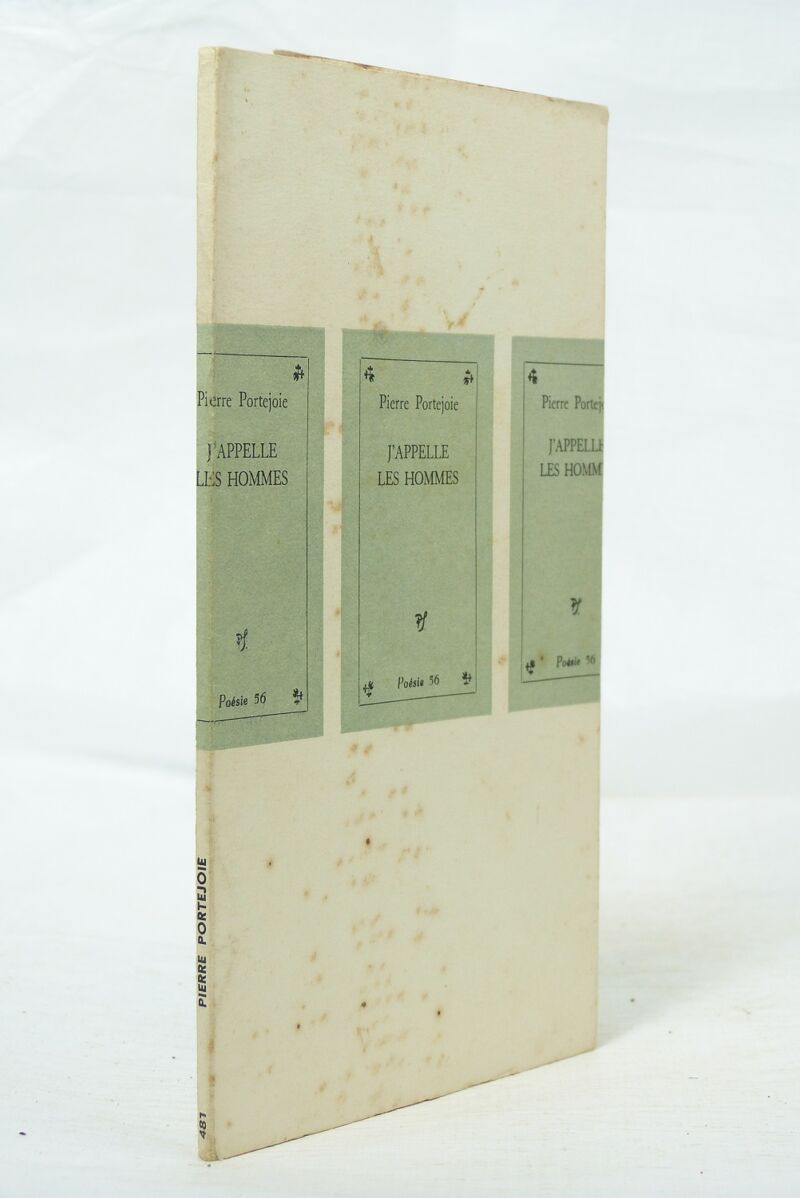 Pierre Portejoie
J'APPELLE
LES HOMMES
Poésie 56
Pierre Portejoie
J'APPELLE
LES HOMMES
PS
Poésie 56
Pierre Portej
J'APPELLE
LES HOMM
Poésie 56
PIERRE PORTEJOIE
481